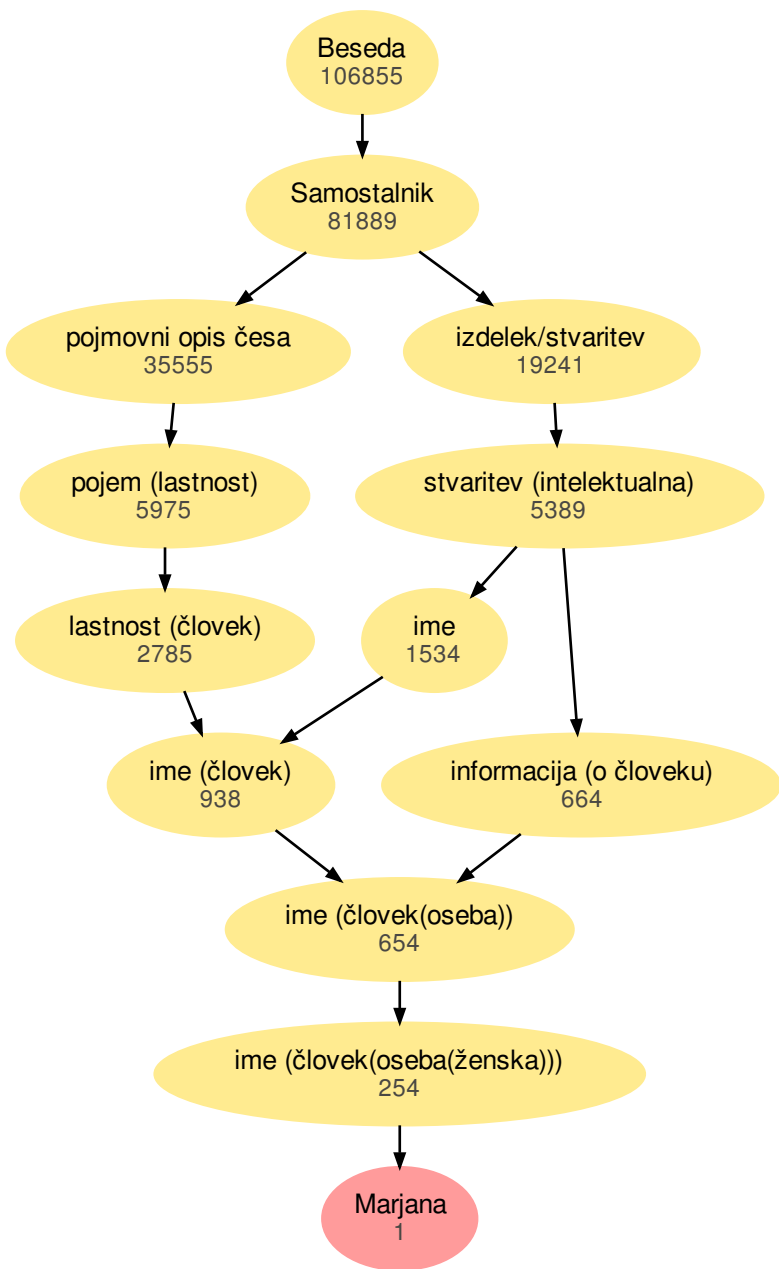 Beseda
106855
Samostalnik
81889
pojmovni opis česa
35555
izdelek/stvaritev
19241
pojem (lastnost)
5975
stvaritev (intelektualna)
5389
lastnost (človek)
2785
ime
1534
ime (človek)
938
informacija (o človeku)
664
ime (človek(oseba))
654
ime (človek(oseba(ženska)))
254
Marjana
1